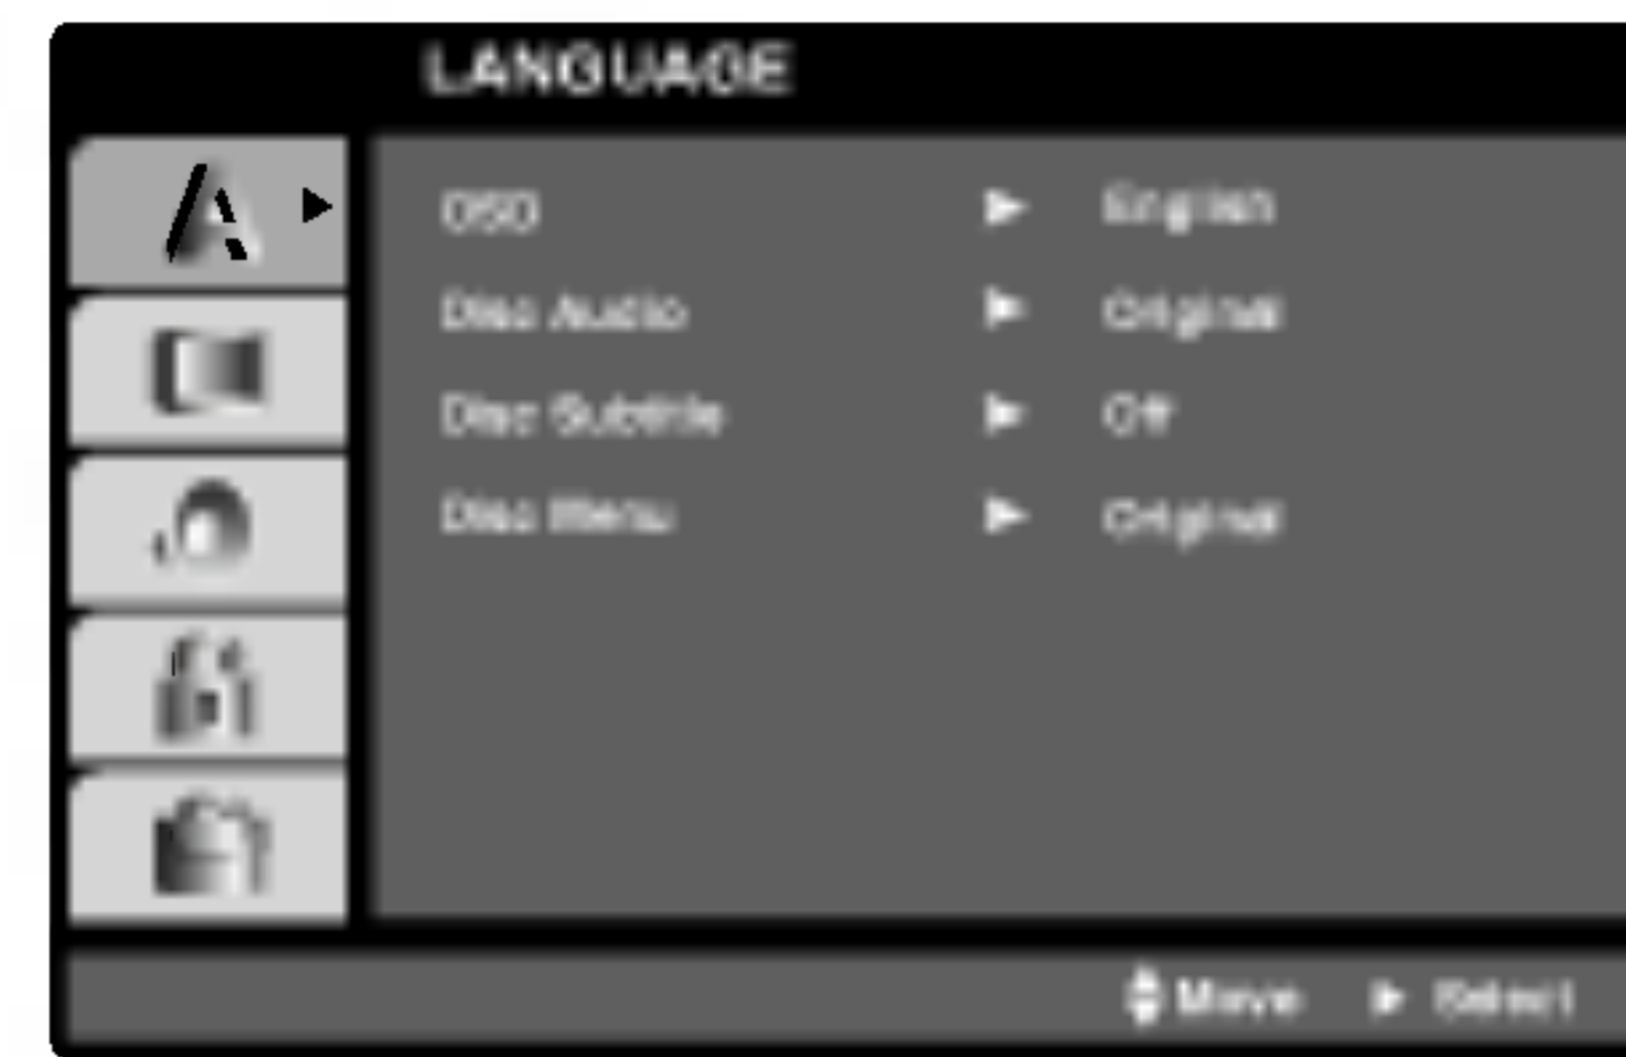 LANGUAGE
OSD ► English
Disc Audio ► Original
Disc Subtitle ► Off
Disc Menu ► Original
Move ► Select